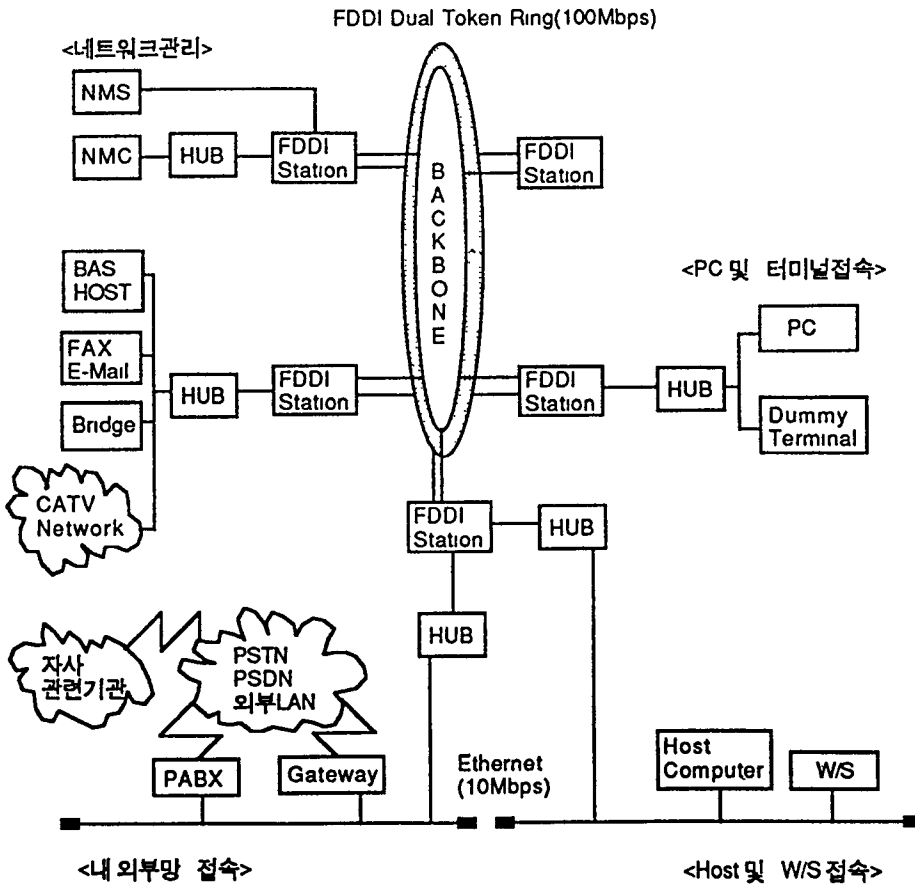 FDDI Dual Token Ring(100Mbps)
<네트워크관리>
NMS
NMC
HUB
FDDI
Station
FDDI
Station
BACKBONE
BAS
HOST
FAX
E-Mail
Bridge
CATV
Network
HUB
FDDI
Station
FDDI
Station
HUB
<PC 및 터미널접속>
PC
Dummy
Terminal
FDDI
Station
HUB
HUB
자사
관련기관
PSTN
PSDN
외부LAN
PABX
Gateway
Ethernet
(10Mbps)
Host
Computer
W/S
<내 외부망 접속>
<Host 및 W/S 접속>